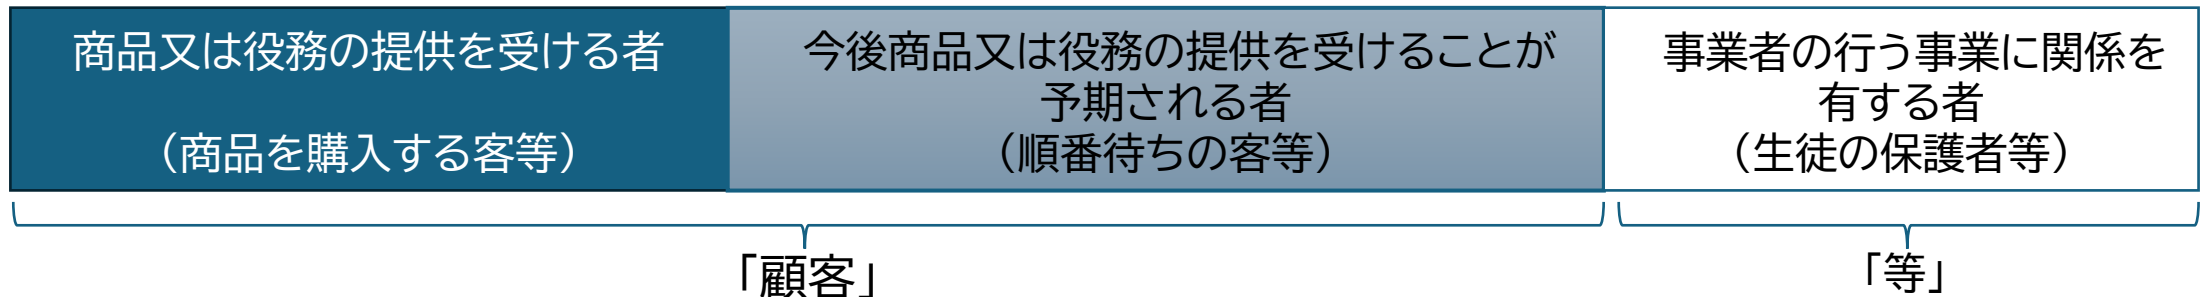 商品又は役務の提供を受ける者
（商品を購入する客等）
今後商品又は役務の提供を受けることが
予期される者
（順番待ちの客等）
事業者の行う事業に関係を
有する者
（生徒の保護者等）
「顧客」
「等」